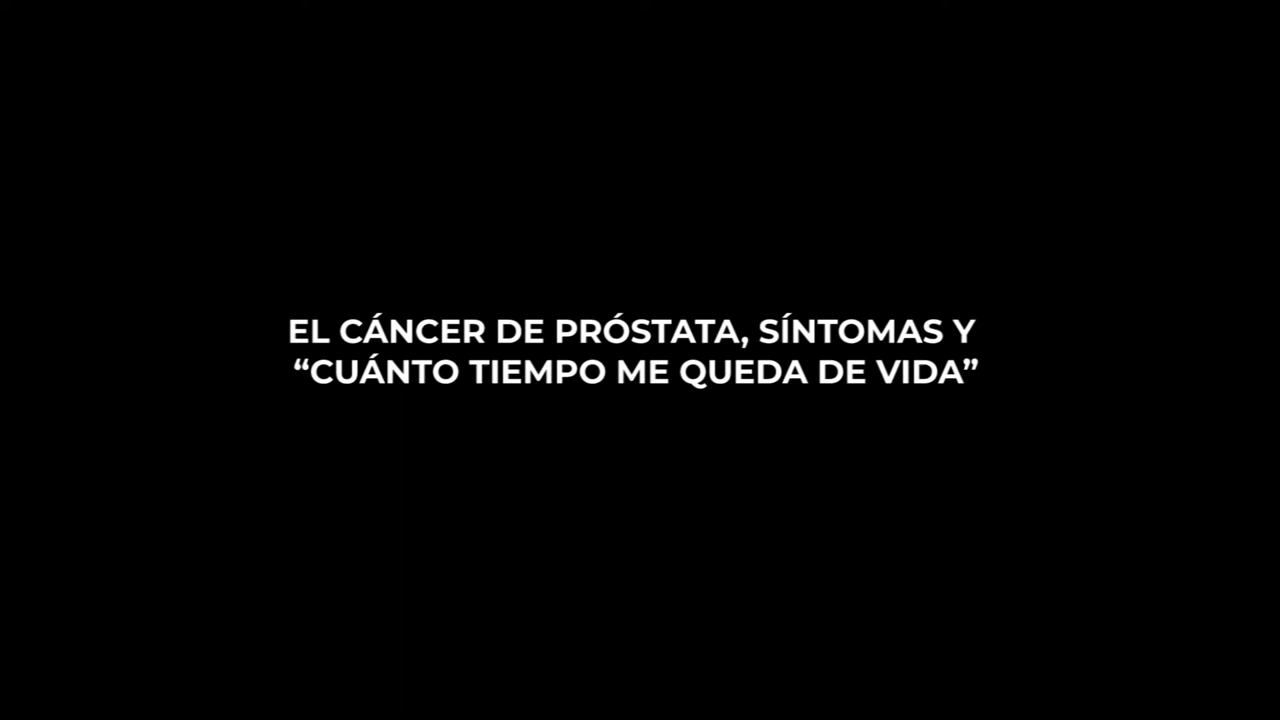 EL CÁNCER DE PRÓSTATA, SÍNTOMAS Y
“CUÁNTO TIEMPO ME QUEDA DE VIDA”